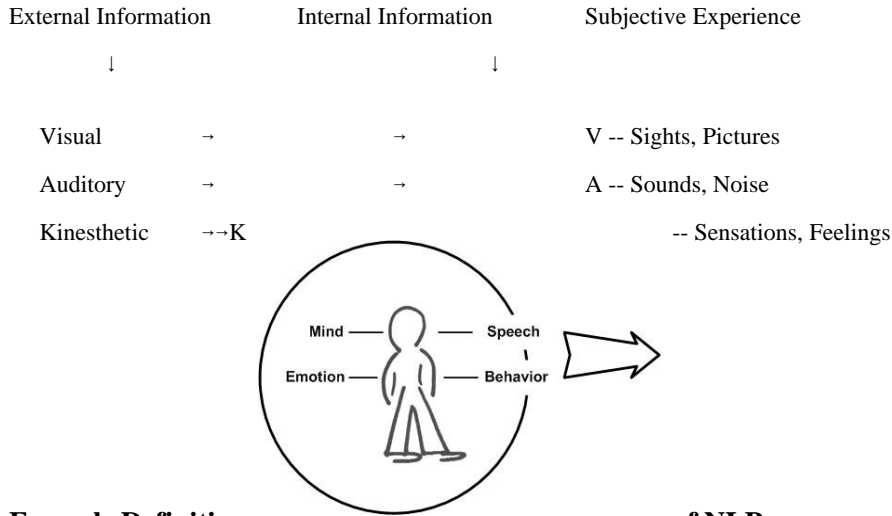 External Information Internal Information Subjective Experience
↓ ↓
Visual → → V -- Sights, Pictures
Auditory → → A -- Sounds, Noise
Kinesthetic →→K -- Sensations, Feelings
Mind Speech
Emotion Behavior
of NLP